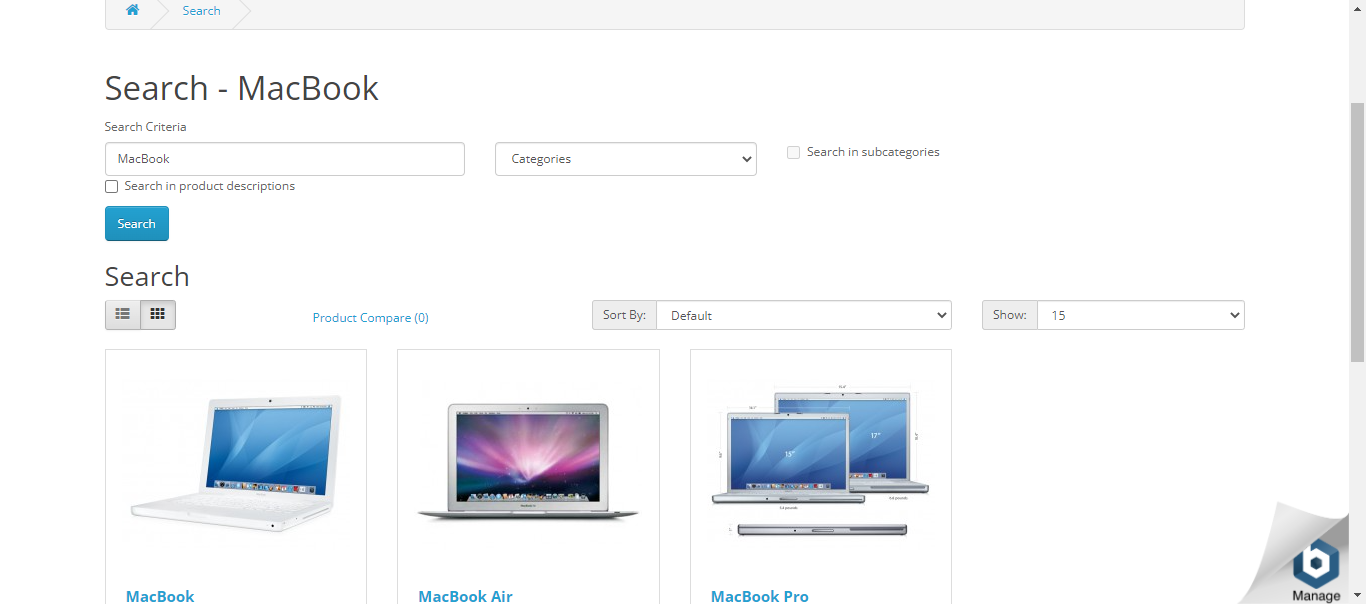 Search
Search - MacBook
Search Criteria
MacBook
Categories
Search in subcategories
Search in product descriptions
Search
Search
Product Compare (0)
Sort By:
Default
Show:
15
15"
17"
MacBook
MacBook Air
MacBook Pro
Manage